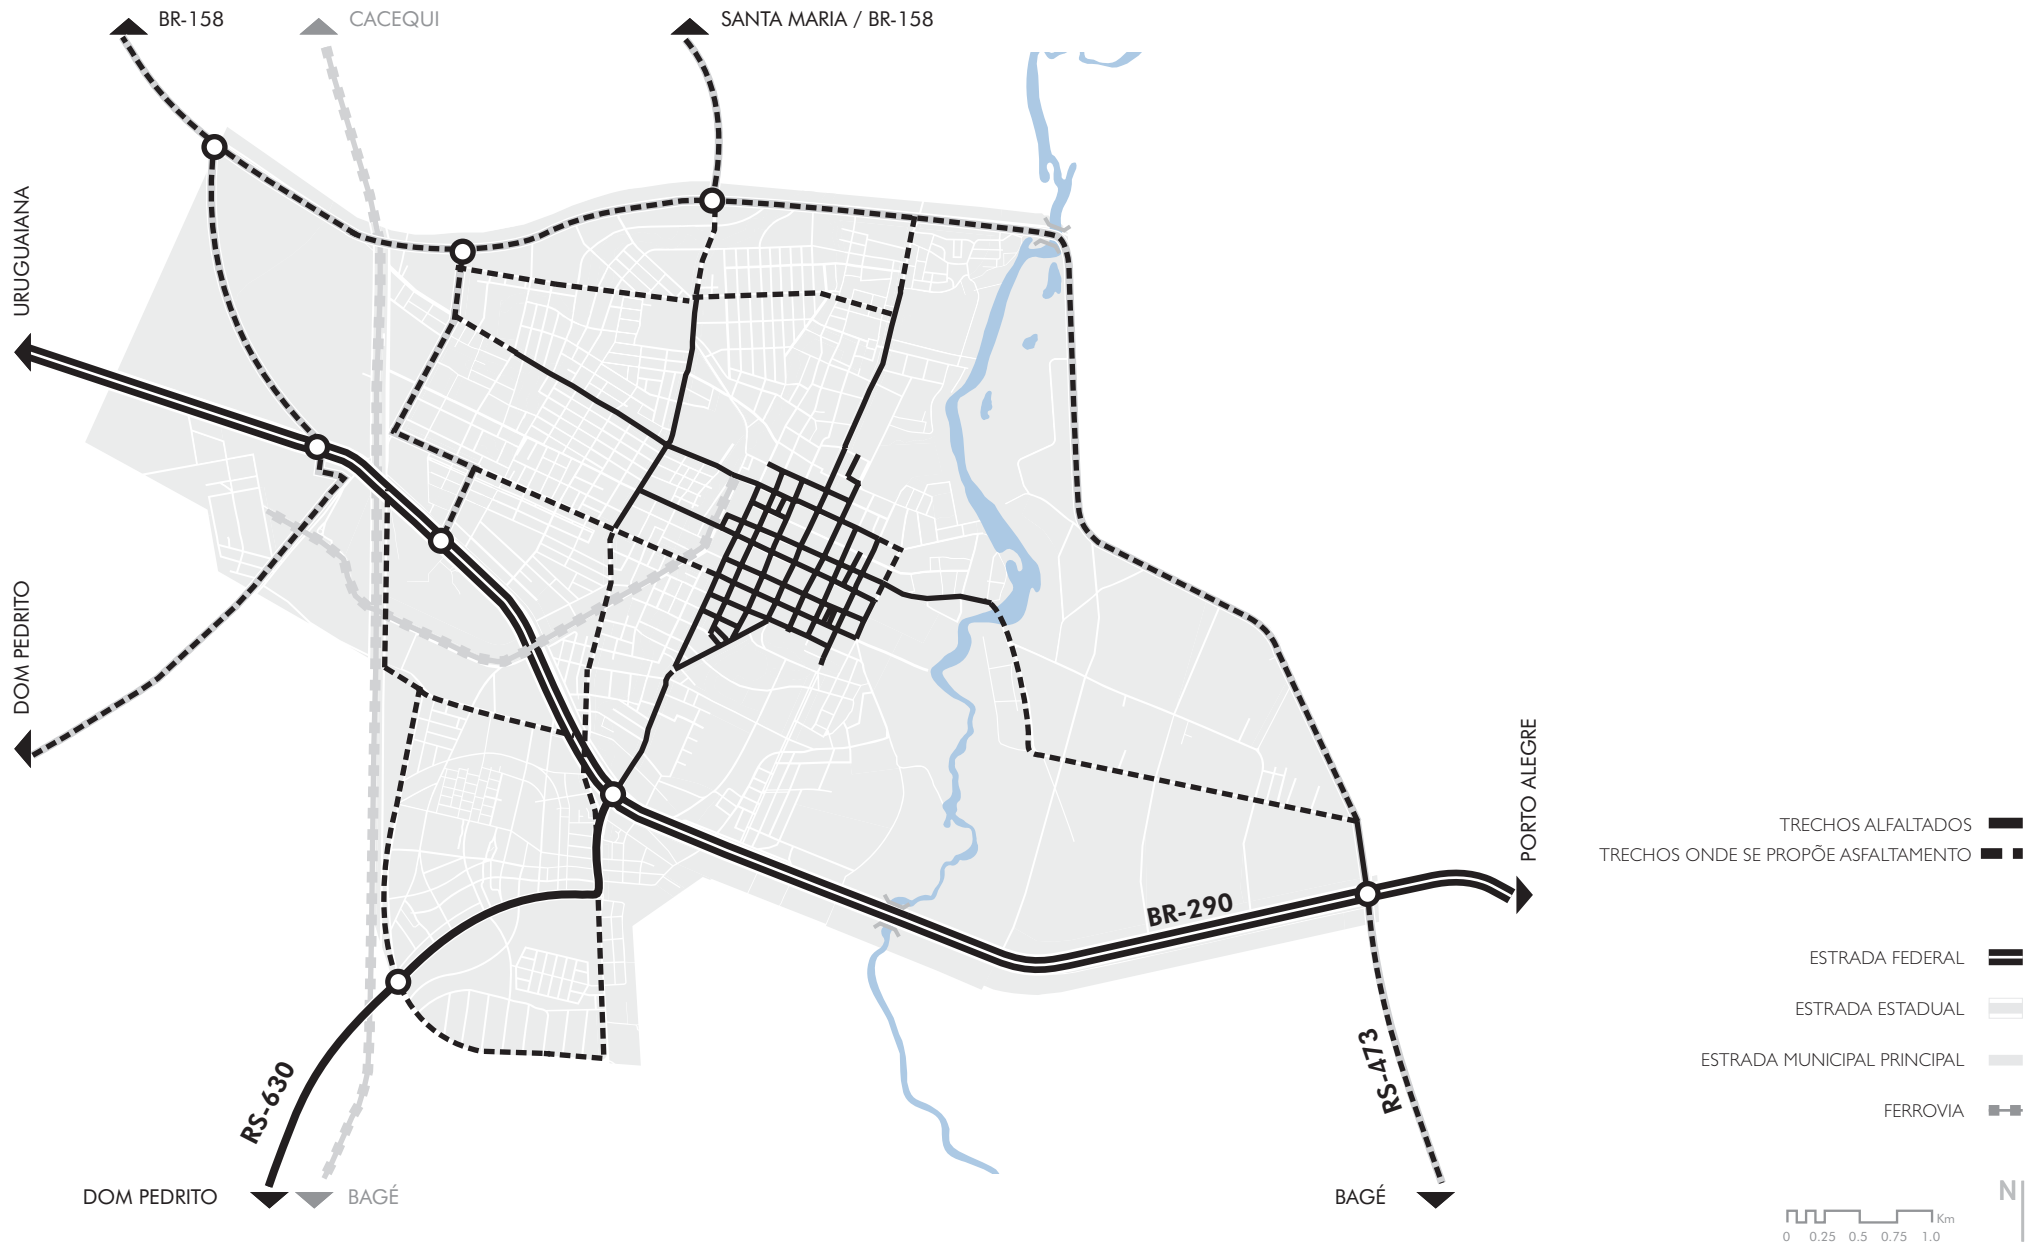 BR-158
CACEQUI
SANTA MARIA / BR-158
URUGUAIANA
DOM PEDRITO
PORTO ALEGRE
BR-290
RS-473
RS-630
DOM PEDRITO
BAGÉ
BAGÉ
TRECHOS ALFALTADOS
TRECHOS ONDE SE PROPÕE ASFALTAMENTO
ESTRADA FEDERAL
ESTRADA ESTADUAL
ESTRADA MUNICIPAL PRINCIPAL
FERROVIA
N
Km
0 0.25 0.5 0.75 1.0